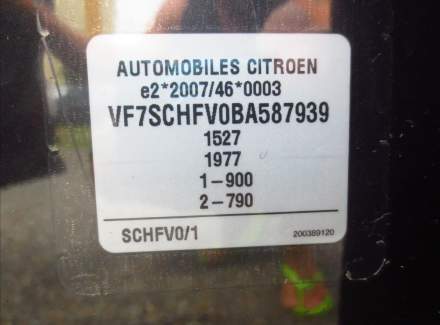 AUTOMOBILES CITROEN
e2*2007/46*0003
VF7SCHFV0BA587939
1527
1977
1-900
2-790
SCHFV0/1 200389120